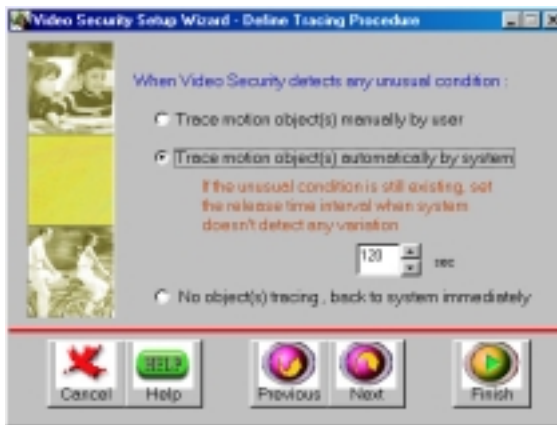 Video Security Setup Wizard - Define Tracing Procedure
When Video Security detects any unusual condition :
Trace motion object(s) manually by user
Trace motion object(s) automatically by system
If the unusual condition is still existing, set
the release time interval when system
doesn't detect any variation
120 sec
No object(s) tracing , back to system immediately
HELP
Cancel Help Previous Next Finish